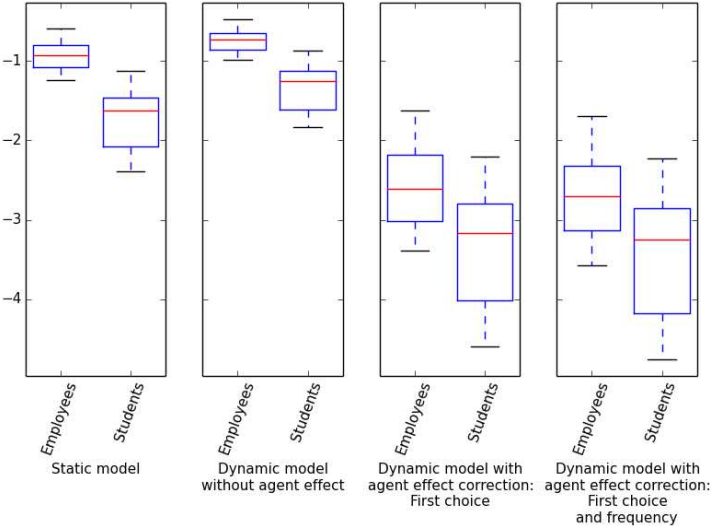 −1
−2
−3
−4
Employees
Students
Employees
Students
Employees
Students
Employees
Students
Static model
Dynamic model
without agent effect
Dynamic model with
agent effect correction:
First choice
Dynamic model with
agent effect correction:
First choice
and frequency